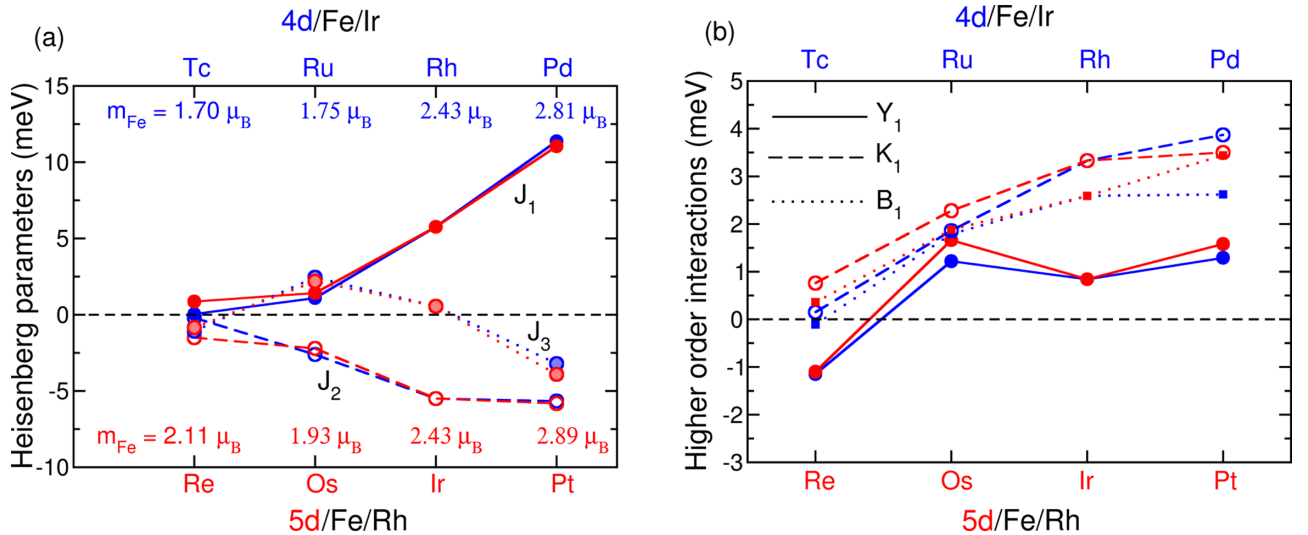 (a)
4d/Fe/Ir
Tc Ru Rh Pd
m_Fe = 1.70 μ_B 1.75 μ_B 2.43 μ_B 2.81 μ_B
Heisenberg parameters (meV)
15
10
5
0
-5
-10
J_1
J_3
J_2
m_Fe = 2.11 μ_B 1.93 μ_B 2.43 μ_B 2.89 μ_B
Re Os Ir Pt
5d/Fe/Rh
(b)
4d/Fe/Ir
Tc Ru Rh Pd
Higher order interactions (meV)
5
4
3
2
1
0
-1
-2
-3
Y_1
K_1
B_1
Re Os Ir Pt
5d/Fe/Rh